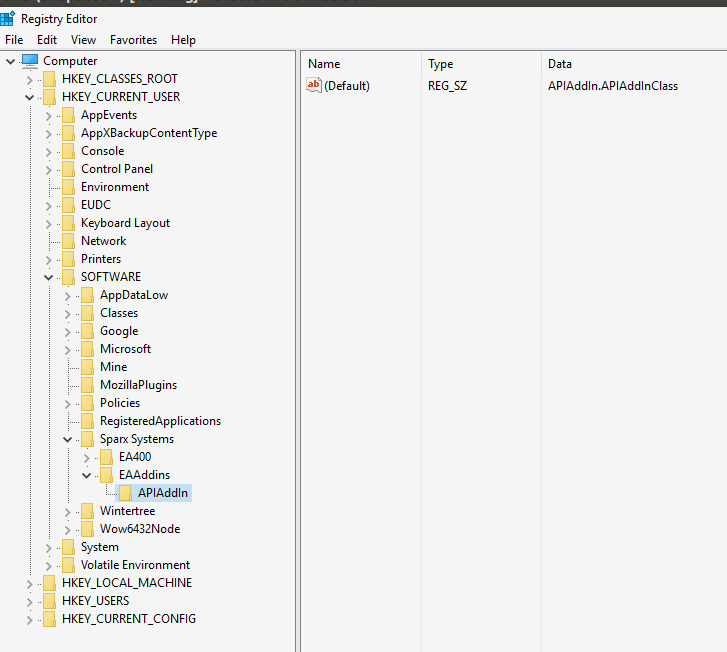 Registry Editor
File Edit View Favorites Help
Computer
HKEY_CLASSES_ROOT
HKEY_CURRENT_USER
AppEvents
AppXBackupContentType
Console
Control Panel
Environment
EUDC
Keyboard Layout
Network
Printers
SOFTWARE
AppDataLow
Classes
Google
Microsoft
Mine
MozillaPlugins
Policies
RegisteredApplications
Sparx Systems
EA400
EAAddins
APIAddIn
Wintertree
Wow6432Node
System
Volatile Environment
HKEY_LOCAL_MACHINE
HKEY_USERS
HKEY_CURRENT_CONFIG
Name Type Data
ab (Default) REG_SZ APIAddIn.APIAddInClass